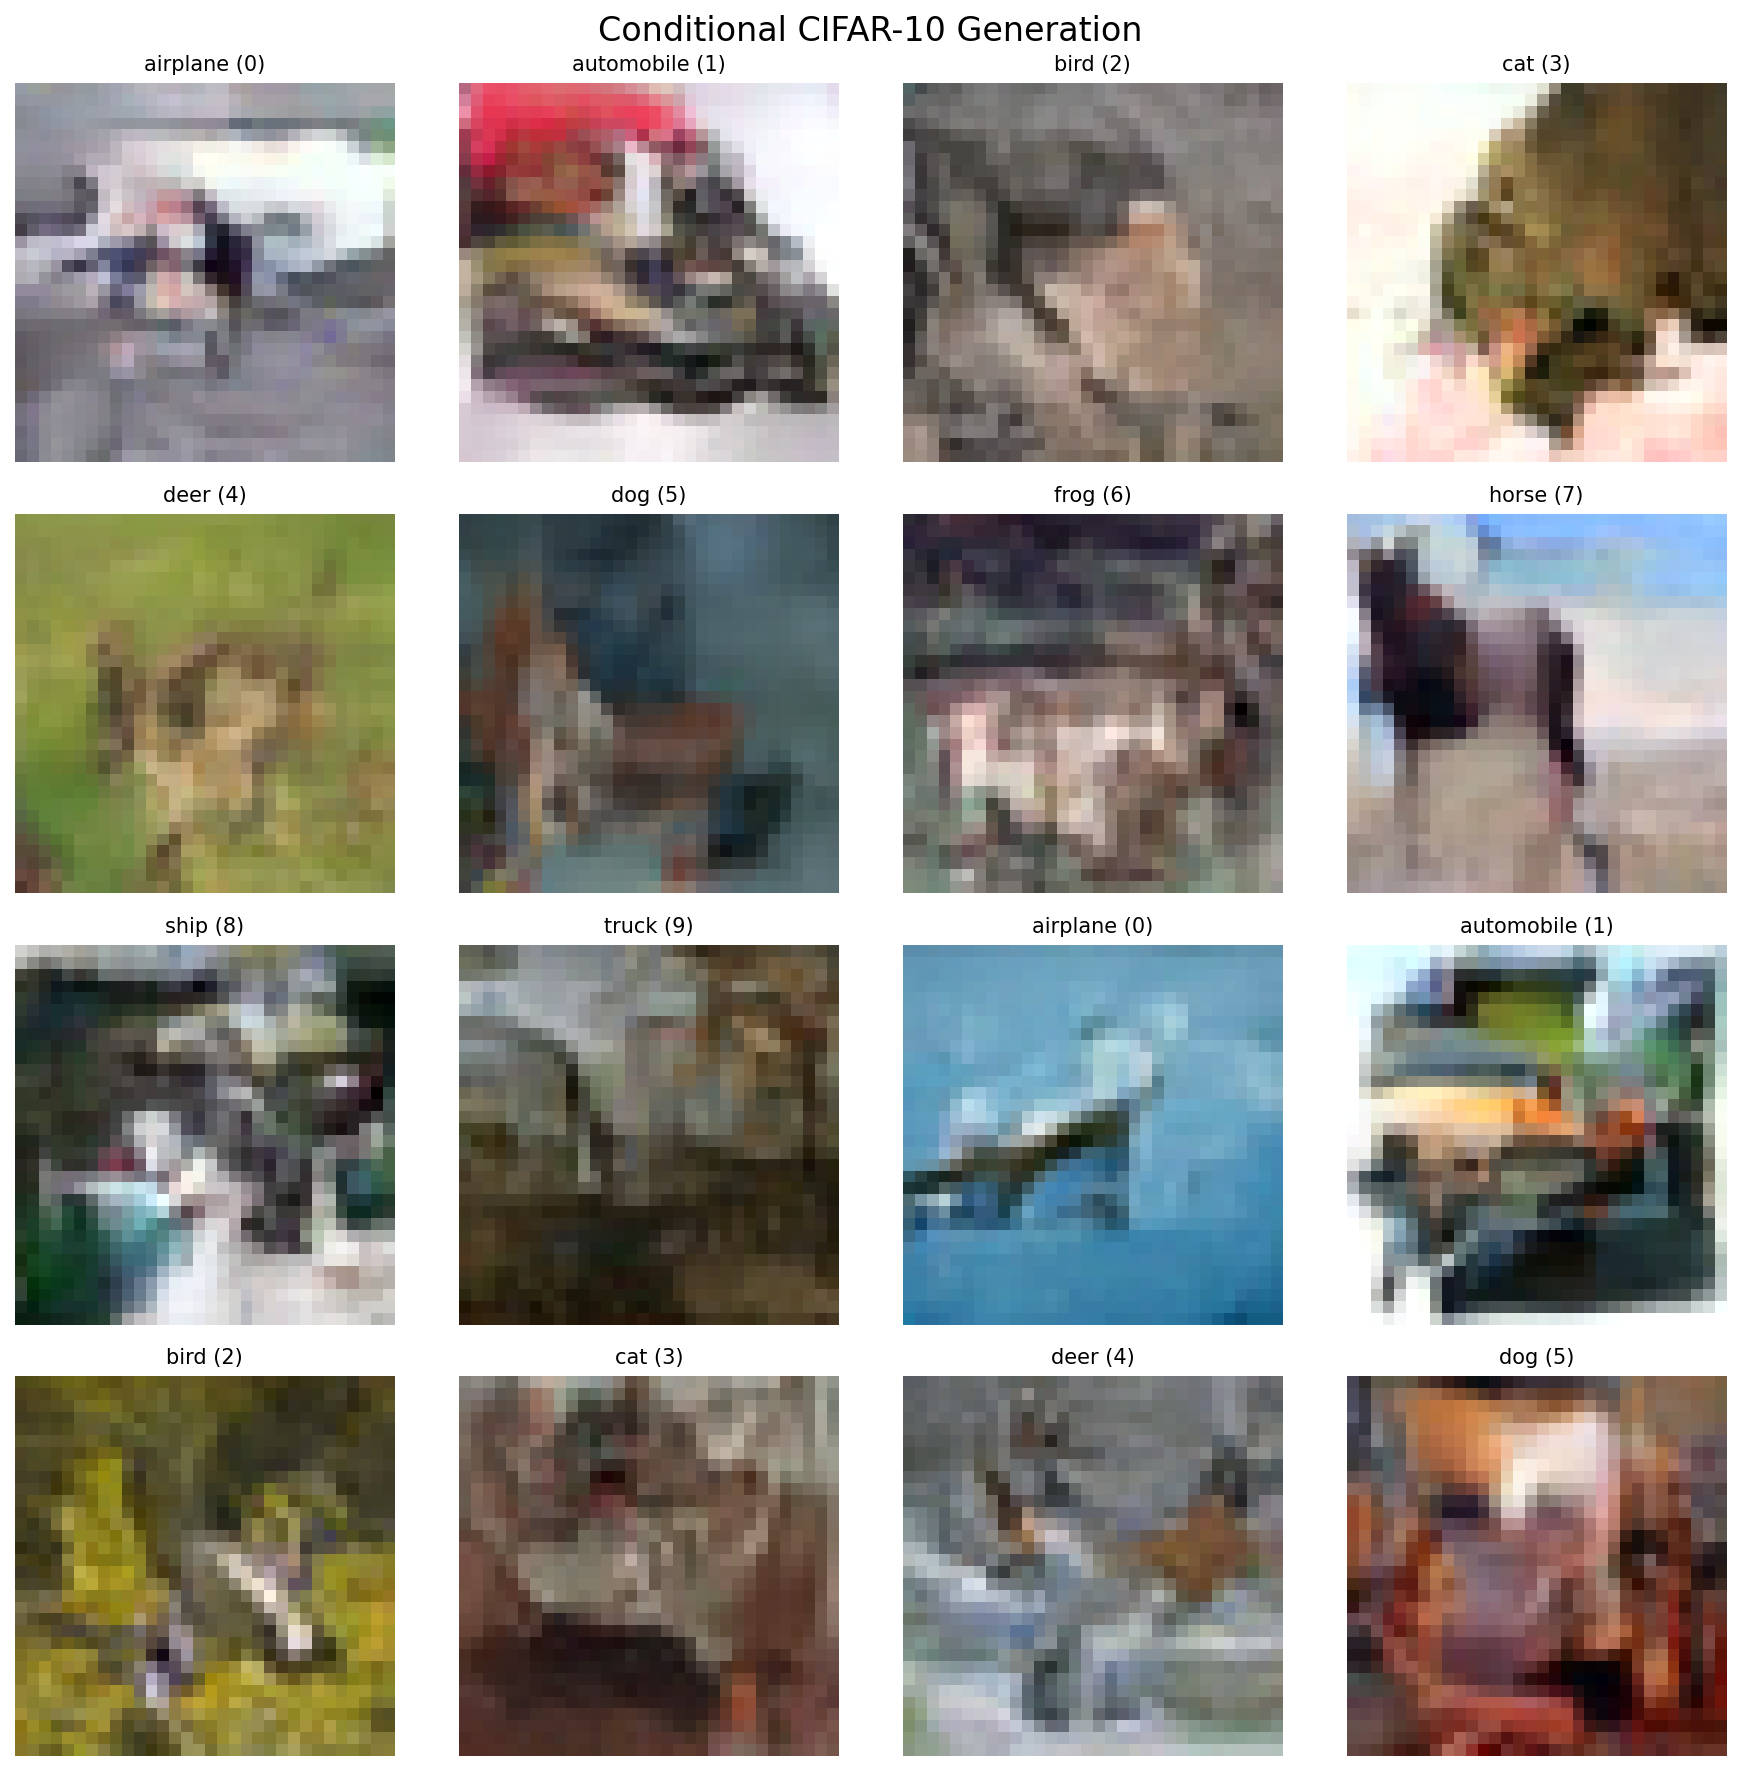 Conditional CIFAR-10 Generation
airplane (0)
automobile (1)
bird (2)
cat (3)
deer (4)
dog (5)
frog (6)
horse (7)
ship (8)
truck (9)
airplane (0)
automobile (1)
bird (2)
cat (3)
deer (4)
dog (5)